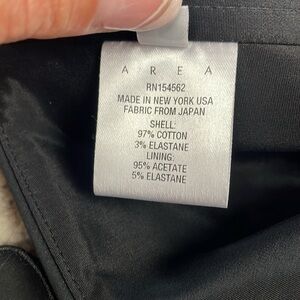 AREA
RN154562
MADE IN NEW YORK USA
FABRIC FROM JAPAN
SHELL:
97% COTTON
3% ELASTANE
LINING:
95% ACETATE
5% ELASTANE